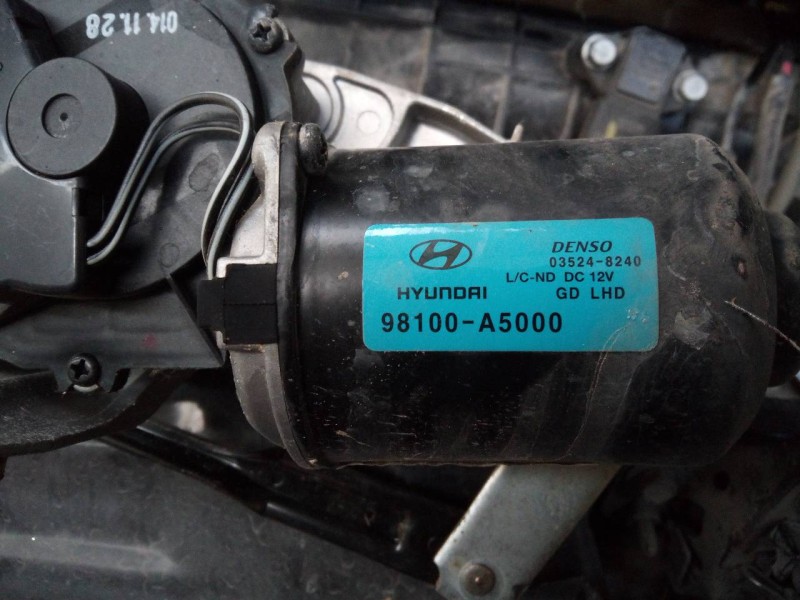 014.11.28
DENSO
03524-8240
L/C-ND DC 12V
HYUNDAI GD LHD
98100-A5000